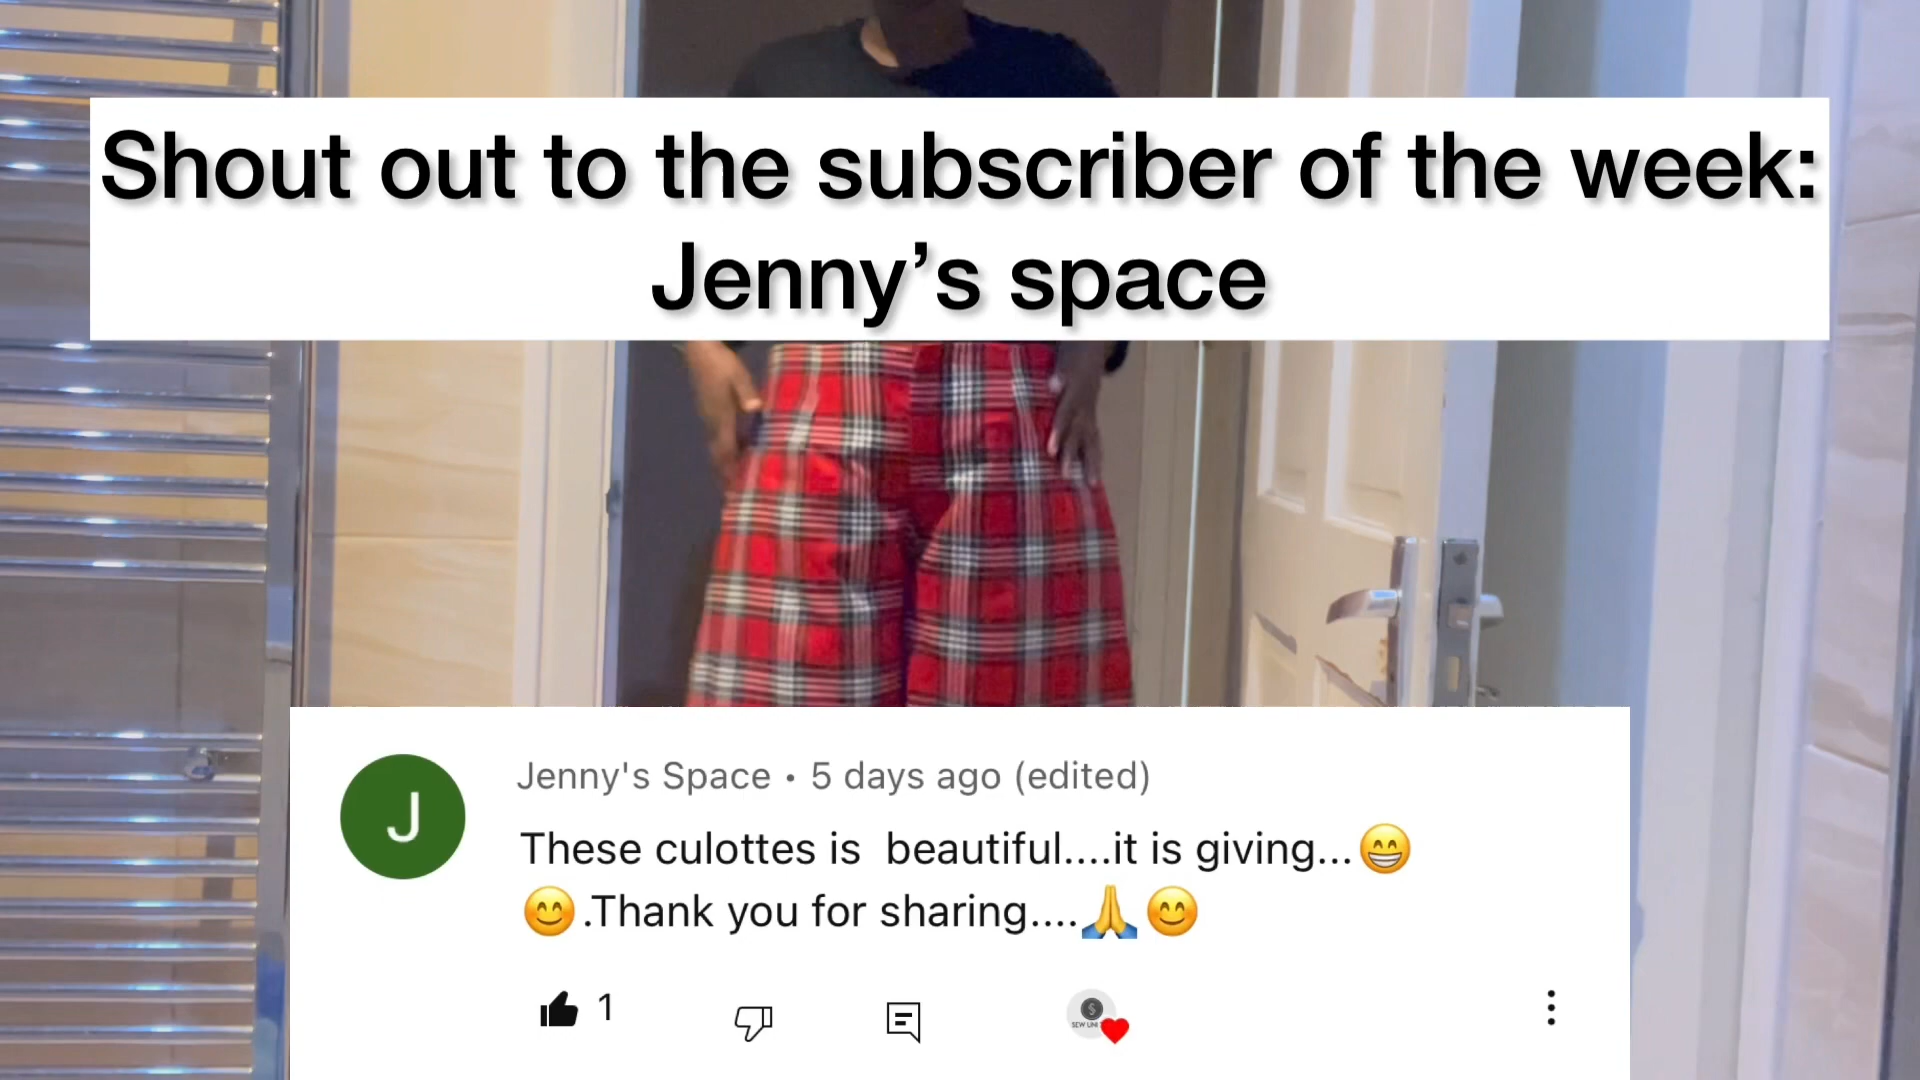 Shout out to the subscriber of the week:
Jenny’s space
J
Jenny's Space • 5 days ago (edited)
These culottes is  beautiful....it is giving...😁
😊.Thank you for sharing....🙏😊
1